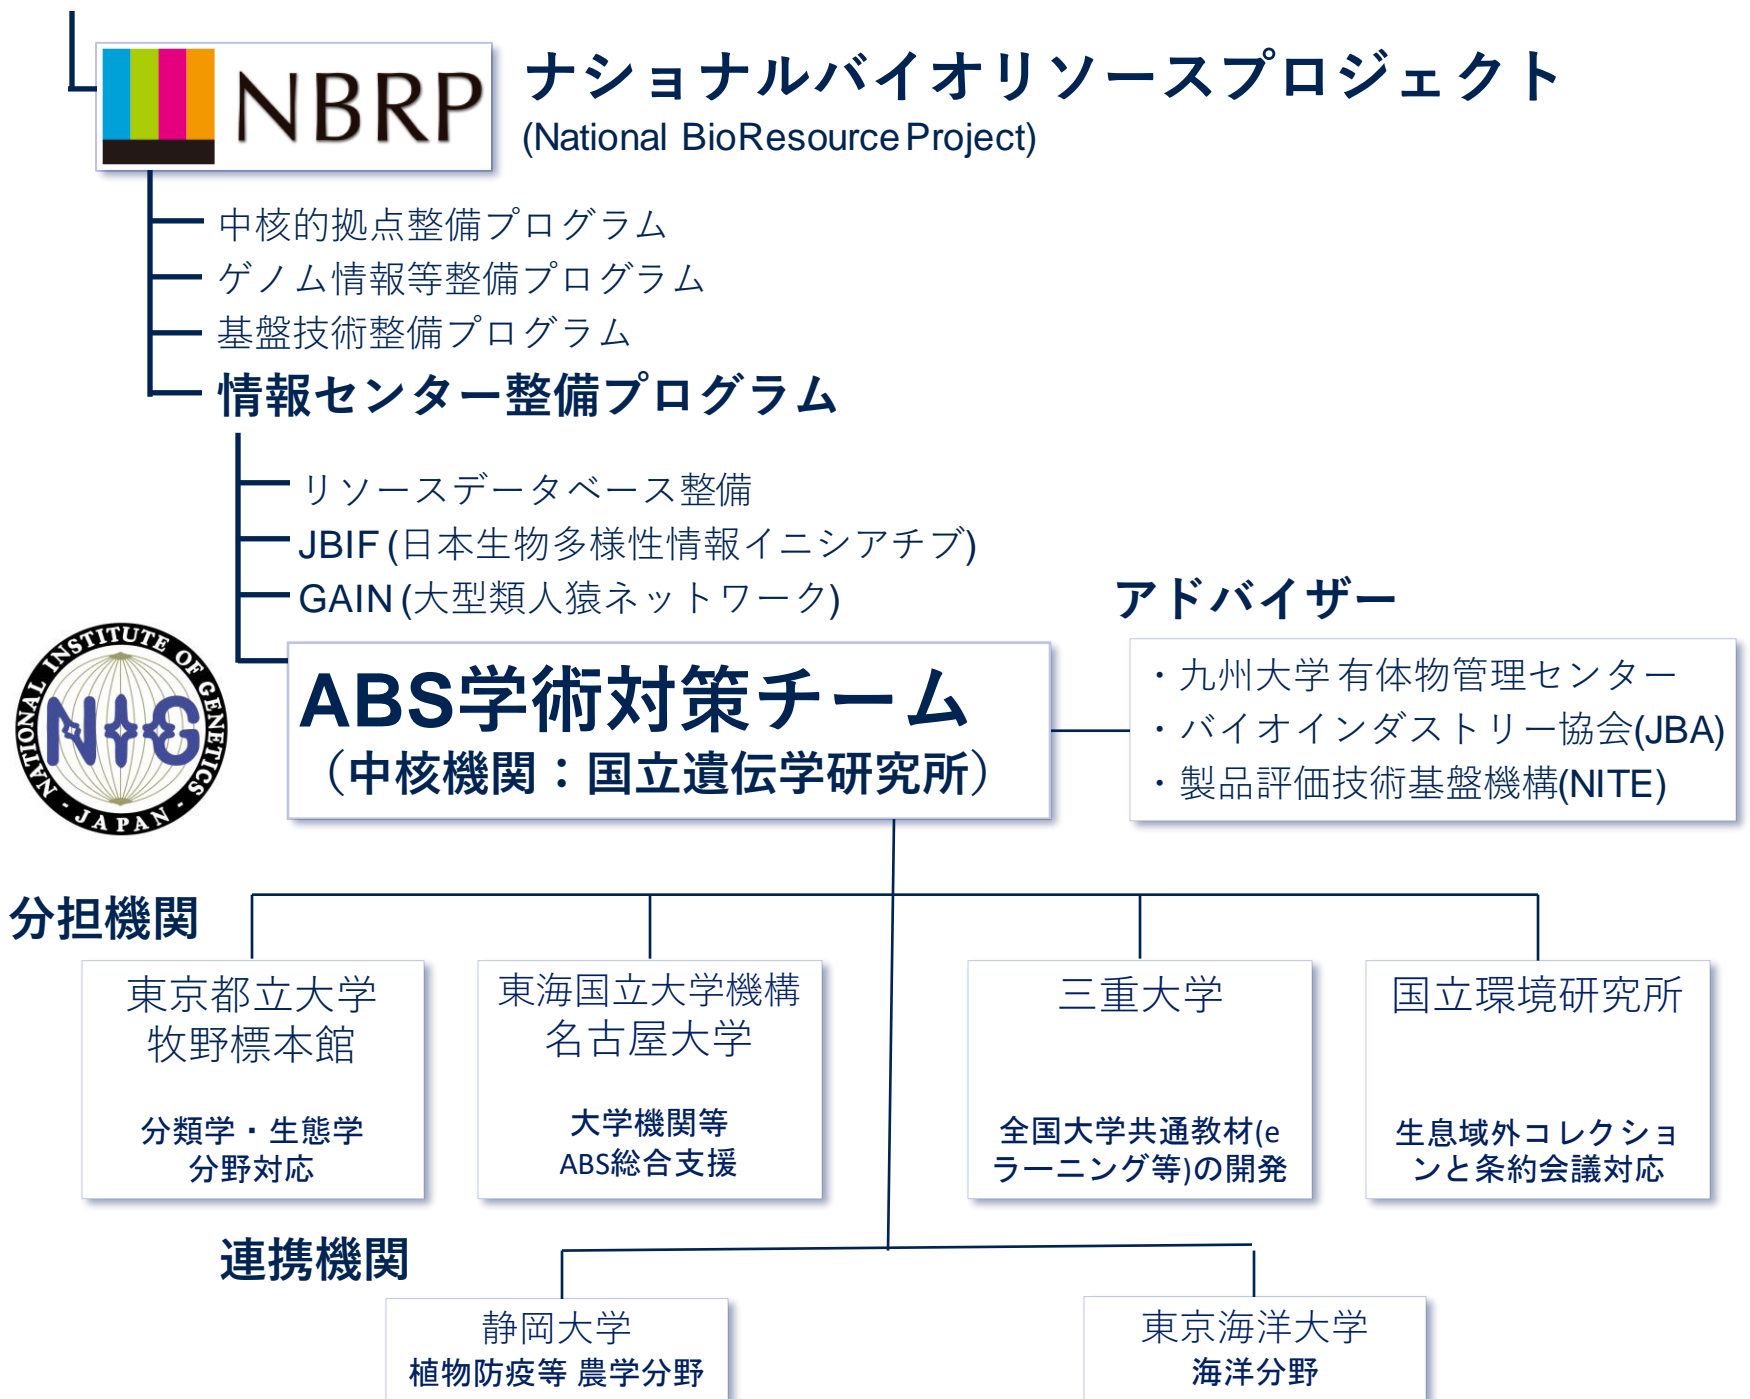 NBRP
ナショナルバイオリソースプロジェクト
(National BioResource Project)
中核的拠点整備プログラム
ゲノム情報等整備プログラム
基盤技術整備プログラム
情報センター整備プログラム
リソースデータベース整備
JBIF (日本生物多様性情報イニシアチブ)
GAIN (大型類人猿ネットワーク)
NATIONAL INSTITUTE OF GENETICS
NIG
- JAPAN -
ABS学術対策チーム
（中核機関：国立遺伝学研究所）
アドバイザー
・九州大学 有体物管理センター
・バイオインダストリー協会(JBA)
・製品評価技術基盤機構(NITE)
分担機関
東京都立大学
牧野標本館
分類学・生態学
分野対応
東海国立大学機構
名古屋大学
大学機関等
ABS総合支援
三重大学
全国大学共通教材(e
ラーニング等)の開発
国立環境研究所
生息域外コレクショ
ンと条約会議対応
連携機関
静岡大学
植物防疫等 農学分野
東京海洋大学
海洋分野